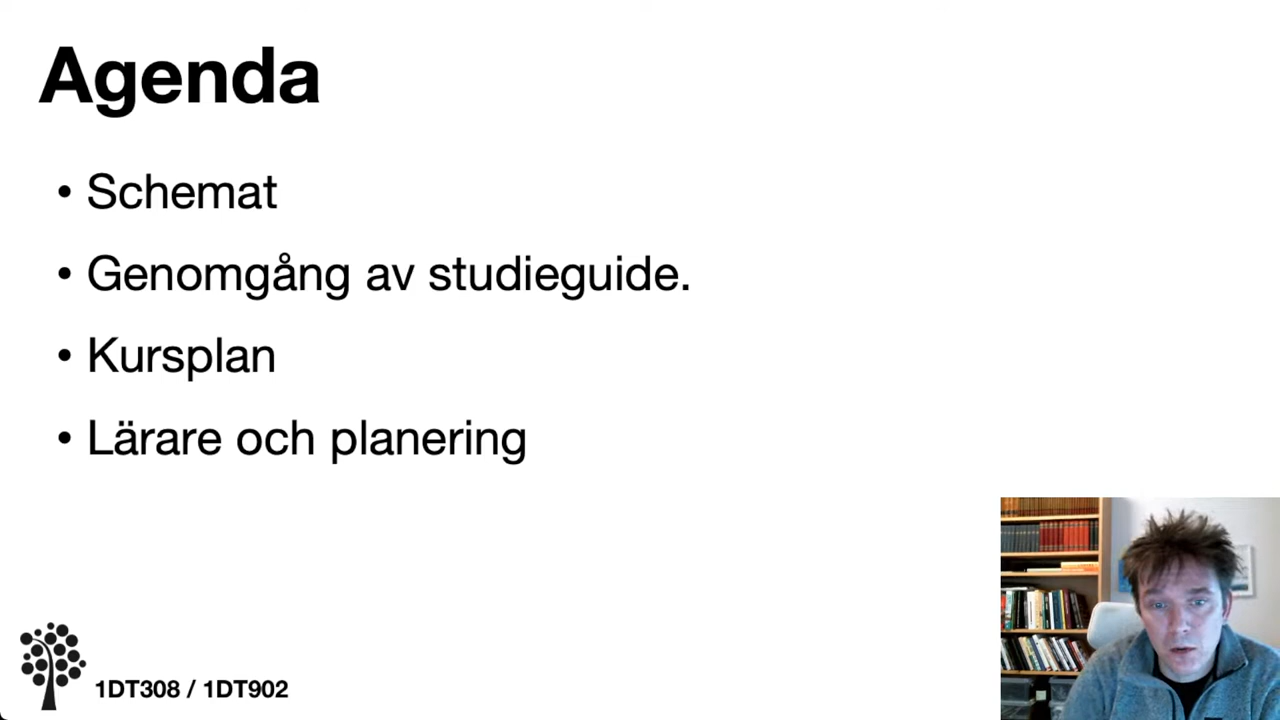 Agenda
• Schemat
• Genomgång av studieguide.
• Kursplan
• Lärare och planering
1DT308 / 1DT902